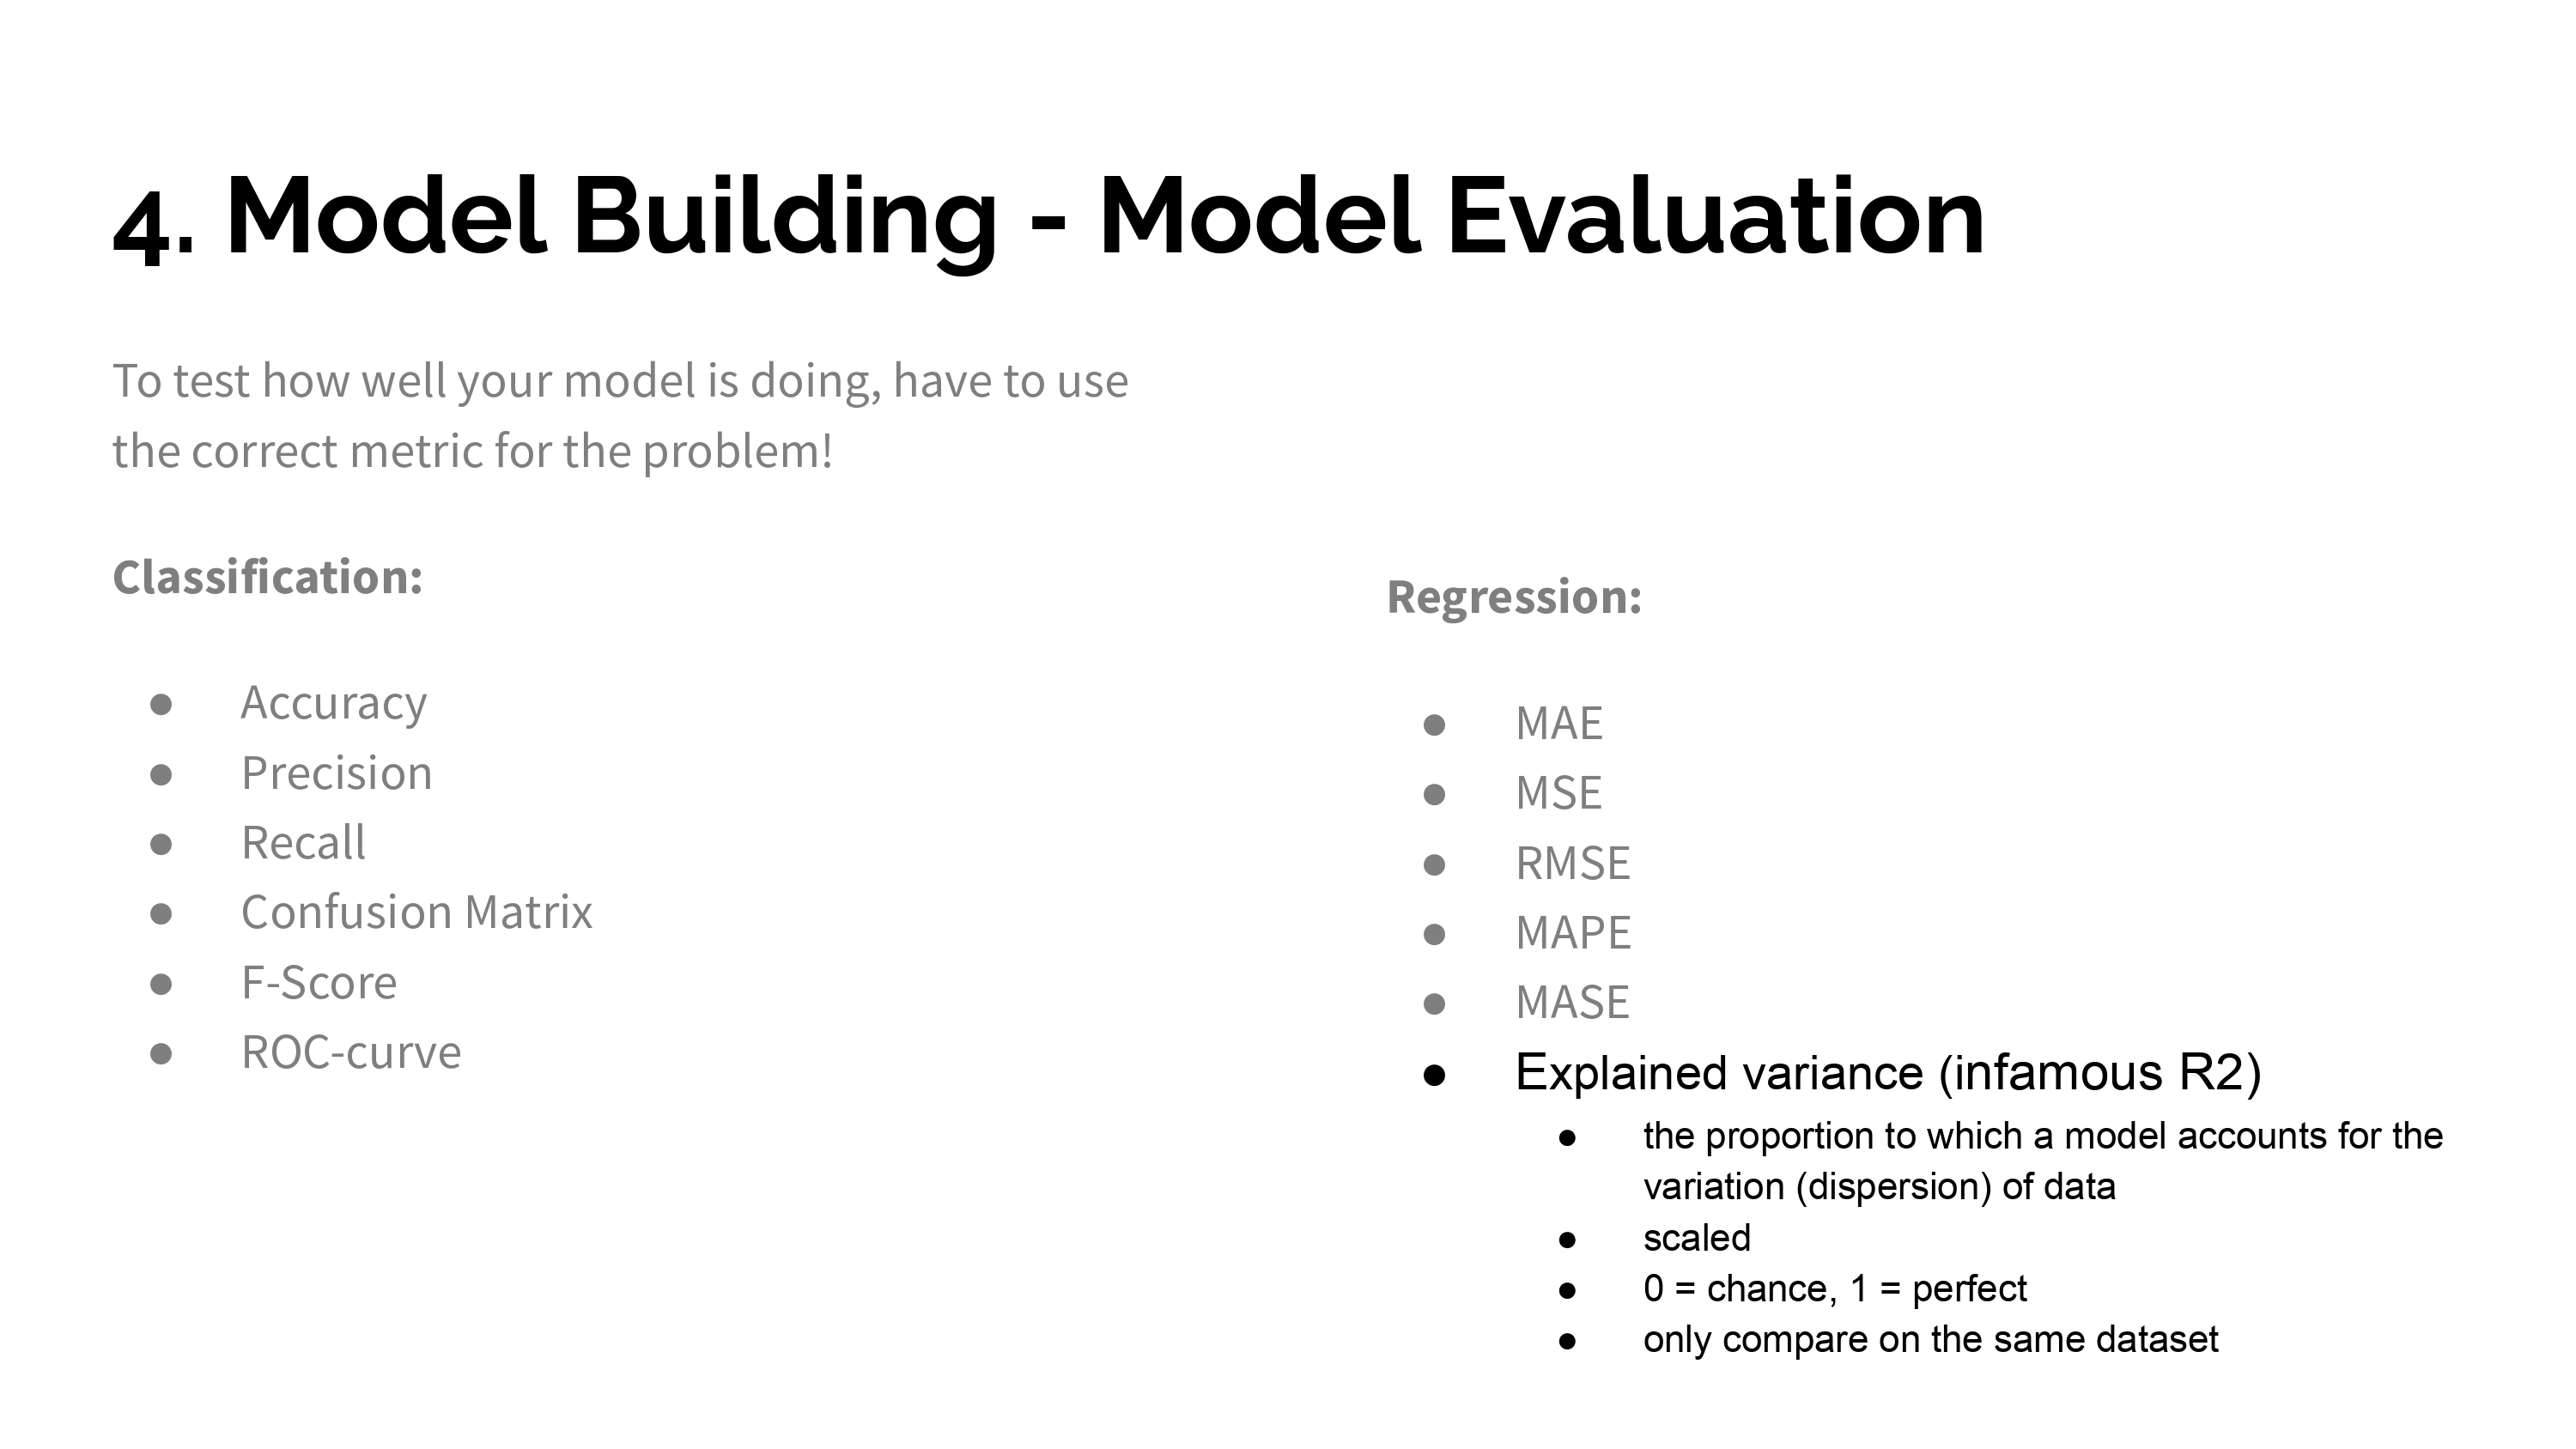 4. Model Building - Model Evaluation
To test how well your model is doing, have to use
the correct metric for the problem!
Classification:
● Accuracy
● Precision
● Recall
● Confusion Matrix
● F-Score
● ROC-curve
Regression:
● MAE
● MSE
● RMSE
● MAPE
● MASE
● Explained variance (infamous R2)
● the proportion to which a model accounts for the
variation (dispersion) of data
● scaled
● 0 = chance, 1 = perfect
● only compare on the same dataset